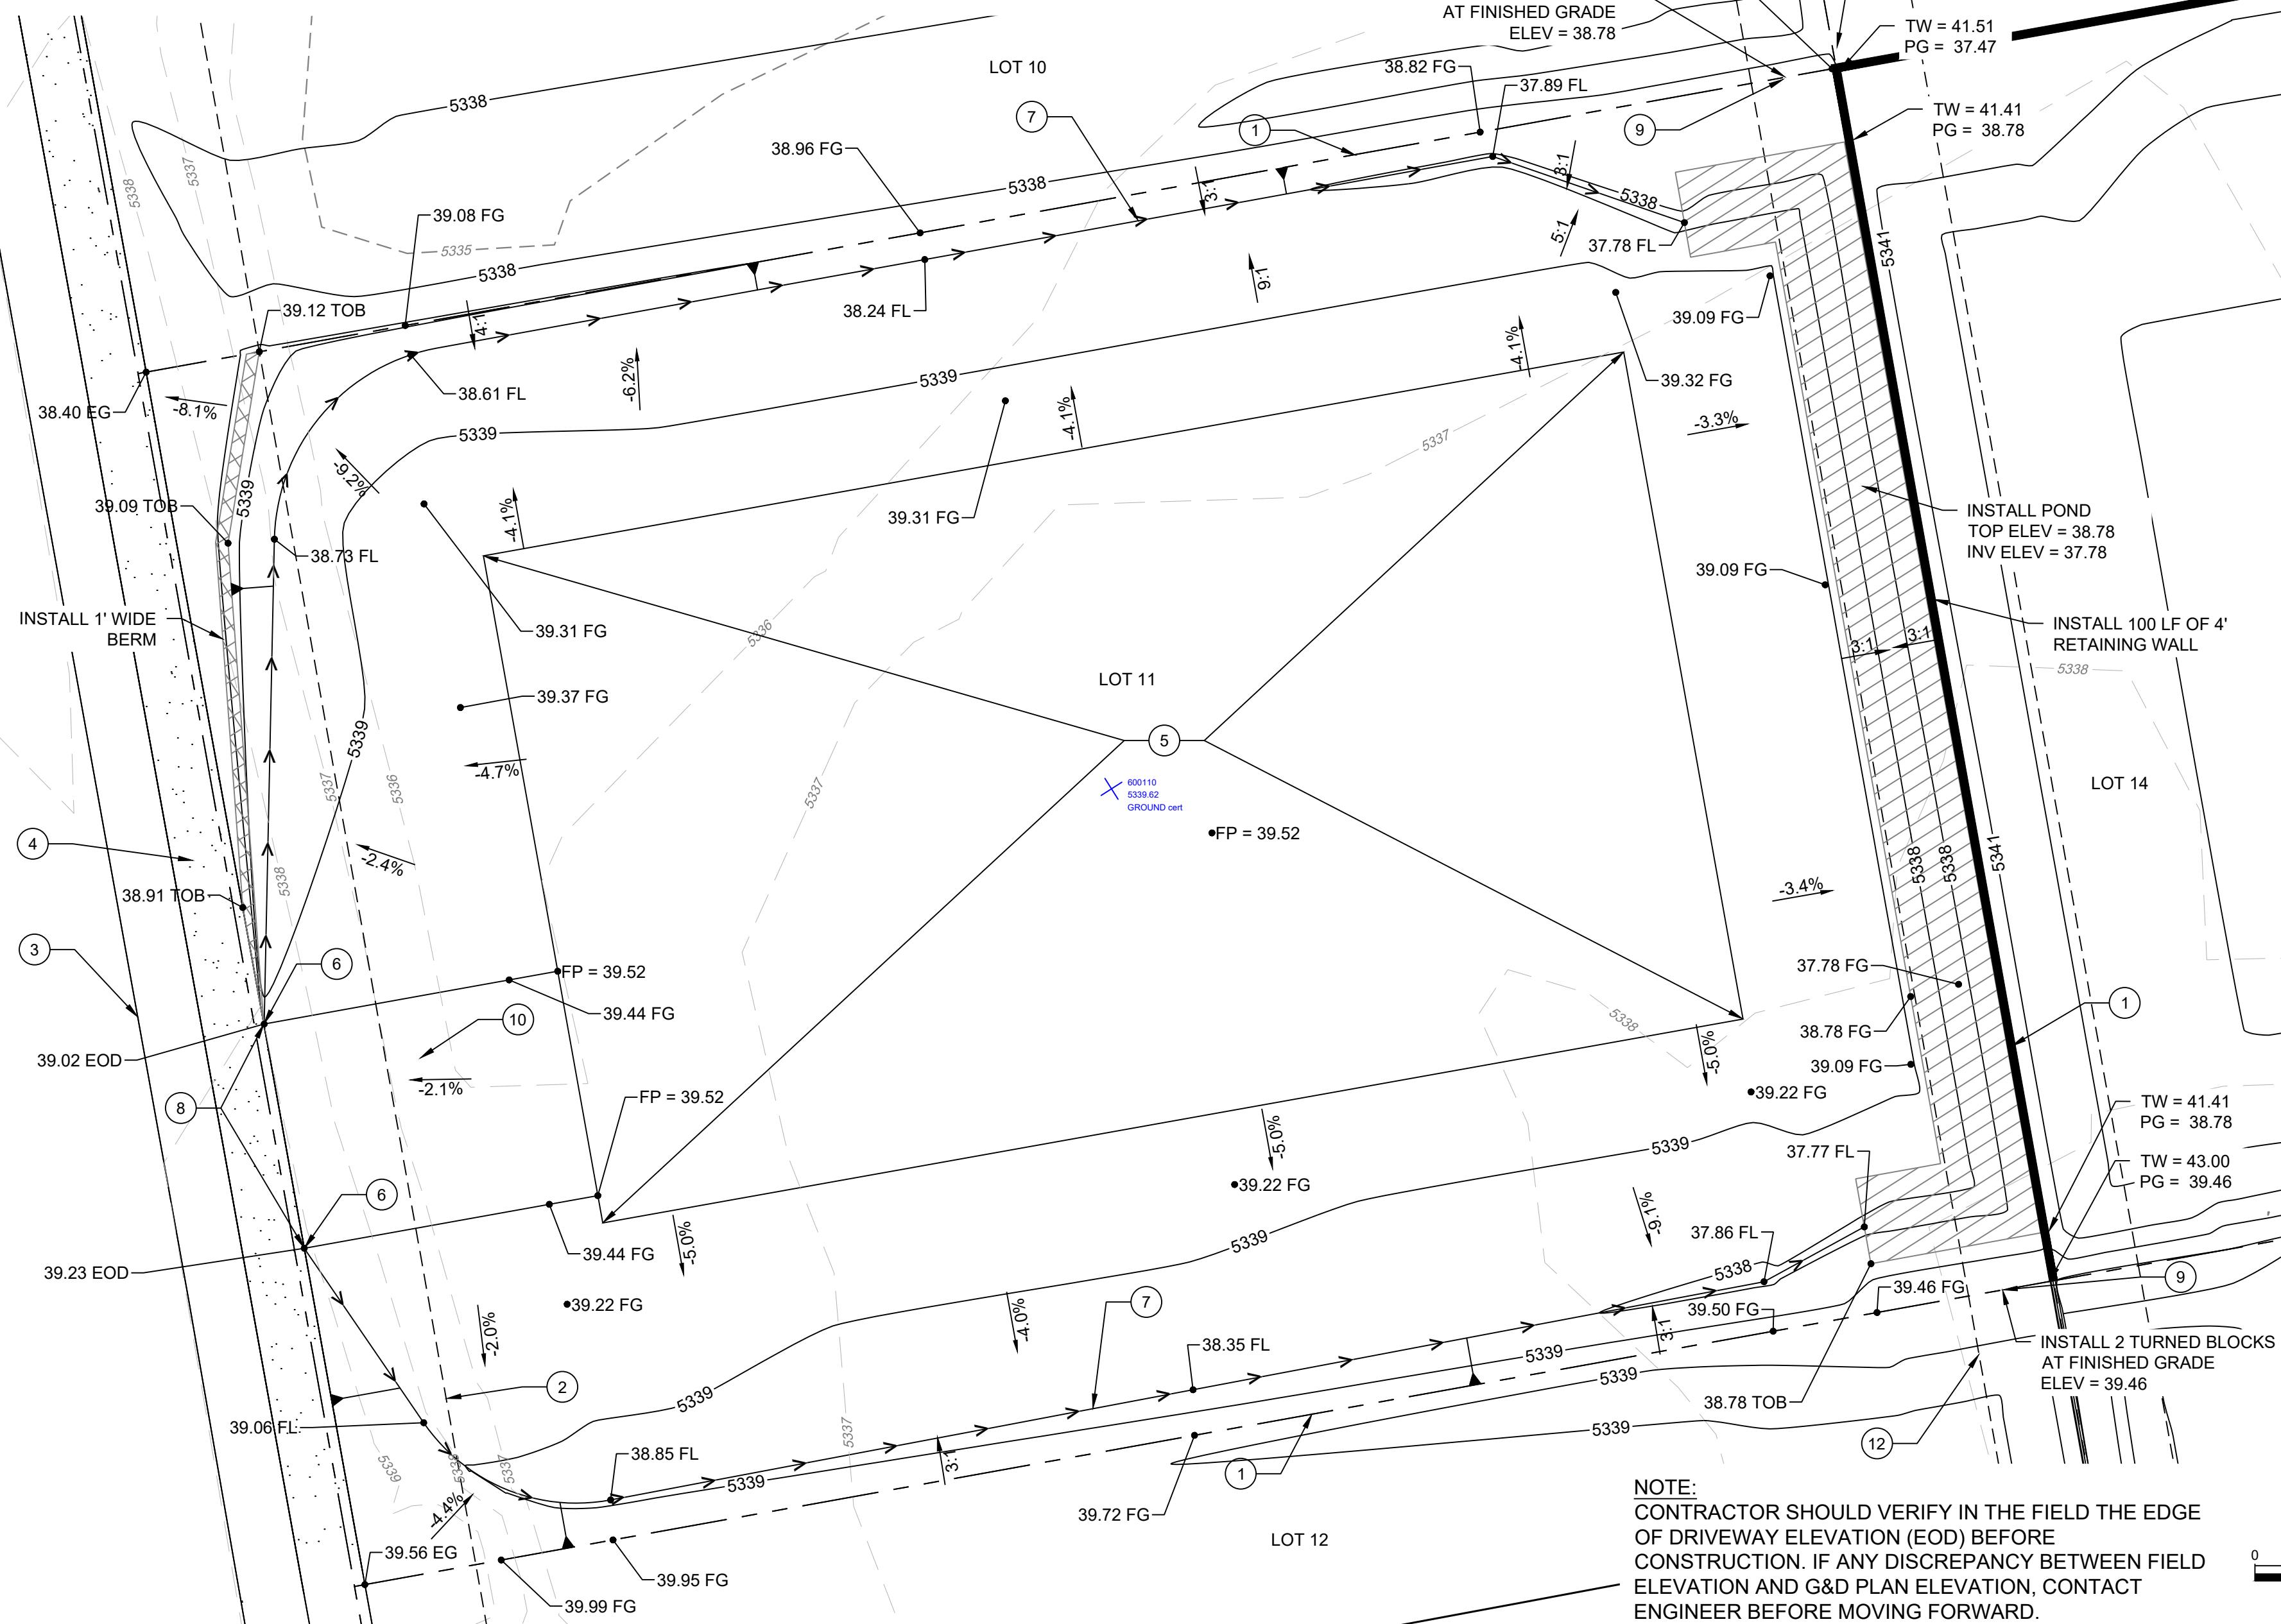 AT FINISHED GRADE
ELEV = 38.78
TW = 41.51
PG = 37.47
LOT 10
38.82 FG
37.89 FL
5338
7
1
9
TW = 41.41
PG = 38.78
38.96 FG
5338
5337
5338
3:1
3:1
5338
39.08 FG
5:1
37.78 FL
5341
5335
5338
9:1
39.12 TOB
4:1
38.24 FL
39.09 FG
38.40 EG
-8.1%
38.61 FL
-6.2%
5339
-4.1%
39.32 FG
5339
-4.1%
-3.3%
5337
-9.2%
39.09 TOB
5339
-4.1%
39.31 FG
INSTALL POND
TOP ELEV = 38.78
INV ELEV = 37.78
38.73 FL
39.09 FG
INSTALL 1' WIDE
BERM
39.31 FG
5336
INSTALL 100 LF OF 4'
RETAINING WALL
3:1
3:1
5338
LOT 11
39.37 FG
5339
5
-4.7%
600110
5339.62
GROUND cert
5337
5336
5337
LOT 14
FP = 39.52
4
-2.4%
5338
5338
5338
5341
38.91 TOB
-3.4%
3
6
FP = 39.52
37.78 FG
39.44 FG
10
5338
1
38.78 FG
39.02 EOD
-5.0%
39.09 FG
-2.1%
39.22 FG
8
FP = 39.52
TW = 41.41
PG = 38.78
-5.0%
5339
37.77 FL
TW = 43.00
PG = 39.46
39.22 FG
6
-9.1%
37.86 FL
39.44 FG
-5.0%
5339
39.23 EOD
5338
9
39.46 FG
39.22 FG
7
39.50 FG
-2.0%
-4.0%
3:1
38.35 FL
5339
INSTALL 2 TURNED BLOCKS
AT FINISHED GRADE
ELEV = 39.46
2
5339
5339
38.78 TOB
39.06 FL
5339
12
5337
38.85 FL
3:1
5339
5338
5337
5339
1
-4.4%
39.72 FG
LOT 12
39.56 EG
39.95 FG
39.99 FG
NOTE:
CONTRACTOR SHOULD VERIFY IN THE FIELD THE EDGE
OF DRIVEWAY ELEVATION (EOD) BEFORE
CONSTRUCTION. IF ANY DISCREPANCY BETWEEN FIELD
ELEVATION AND G&D PLAN ELEVATION, CONTACT
ENGINEER BEFORE MOVING FORWARD.
0